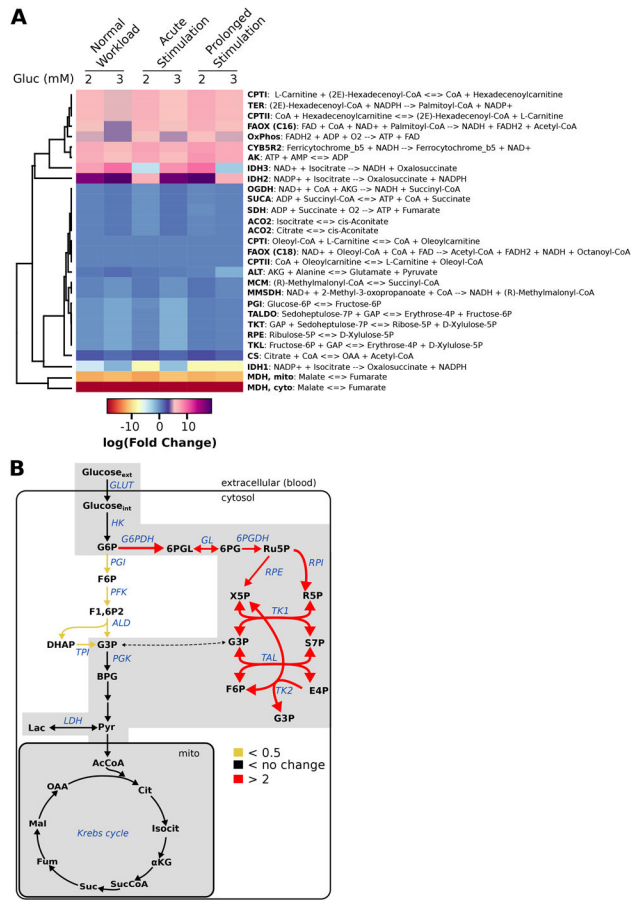 A
Normal Workload
Acute Stimulation
Prolonged Stimulation
Gluc (mM) 2 3 2 3 2 3
CPTI: L-Carnitine + (2E)-Hexadecenoyl-CoA <=> CoA + Hexadecenoylcarnitine
TER: (2E)-Hexadecenoyl-CoA + NADPH --> Palmitoyl-CoA + NADP+
CPTII: CoA + Hexadecenoylcarnitine <=> (2E)-Hexadecenoyl-CoA + L-Carnitine
FAOX (C16): FAD + CoA + NAD+ + Palmitoyl-CoA --> NADH + FADH2 + Acetyl-CoA
OxPhos: FADH2 + ADP + O2 --> ATP + FAD
CYB5R2: Ferricytochrome_b5 + NADH --> Ferrocytochrome_b5 + NAD+
AK: ATP + AMP <=> ADP
IDH3: NAD+ + Isocitrate --> NADH + Oxalosuccinate
IDH2: NADP+ + Isocitrate --> Oxalosuccinate + NADPH
OGDH: NAD+ + CoA + AKG --> NADH + Succinyl-CoA
SUCA: ADP + Succinyl-CoA <=> ATP + CoA + Succinate
SDH: ADP + Succinate + O2 --> ATP + Fumarate
ACO2: Isocitrate <=> cis-Aconitate
ACO2: Citrate <=> cis-Aconitate
CPTI: Oleoyl-CoA + L-Carnitine <=> CoA + Oleoylcarnitine
FAOX (C18): NAD+ + Oleoyl-CoA + CoA + FAD --> Acetyl-CoA + FADH2 + NADH + Octanoyl-CoA
CPTII: CoA + Oleoylcarnitine <=> L-Carnitine + Oleoyl-CoA
ALT: AKG + Alanine <=> Glutamate + Pyruvate
MCM: (R)-Methylmalonyl-CoA <=> Succinyl-CoA
MMSDH: NAD+ + 2-Methyl-3-oxopropanoate + CoA --> NADH + (R)-Methylmalonyl-CoA
PGI: Glucose-6P <=> Fructose-6P
TALDO: Sedoheptulose-7P + GAP <=> Erythrose-4P + Fructose-6P
TKT: GAP + Sedoheptulose-7P <=> Ribose-5P + D-Xylulose-5P
RPE: Ribulose-5P <=> D-Xylulose-5P
TKL: Fructose-6P + GAP <=> Erythrose-4P + D-Xylulose-5P
CS: Citrate + CoA <=> OAA + Acetyl-CoA
IDH1: NADP+ + Isocitrate <=> Oxalosuccinate + NADPH
MDH, mito: Malate <=> Fumarate
MDH, cyto: Malate <=> Fumarate
-10 0 10
log(Fold Change)
B
Glucose ext
extracellular (blood)
GLUT
cytosol
Glucose int
HK
G6P G6PDH 6PGL GL 6PG 6PGDH Ru5P
PGI
RPE
RPI
F6P
PFK
X5P
R5P
F1,6P2
TK1
ALD
DHAP TPI G3P
G3P
S7P
PGK
TAL
BPG
F6P
TK2
E4P
G3P
Lac LDH Pyr
mito
AcCoA
OAA
Cit
Mal
Krebs cycle
Isocit
Fum
αKG
Suc
SucCoA
< 0.5
< no change
> 2